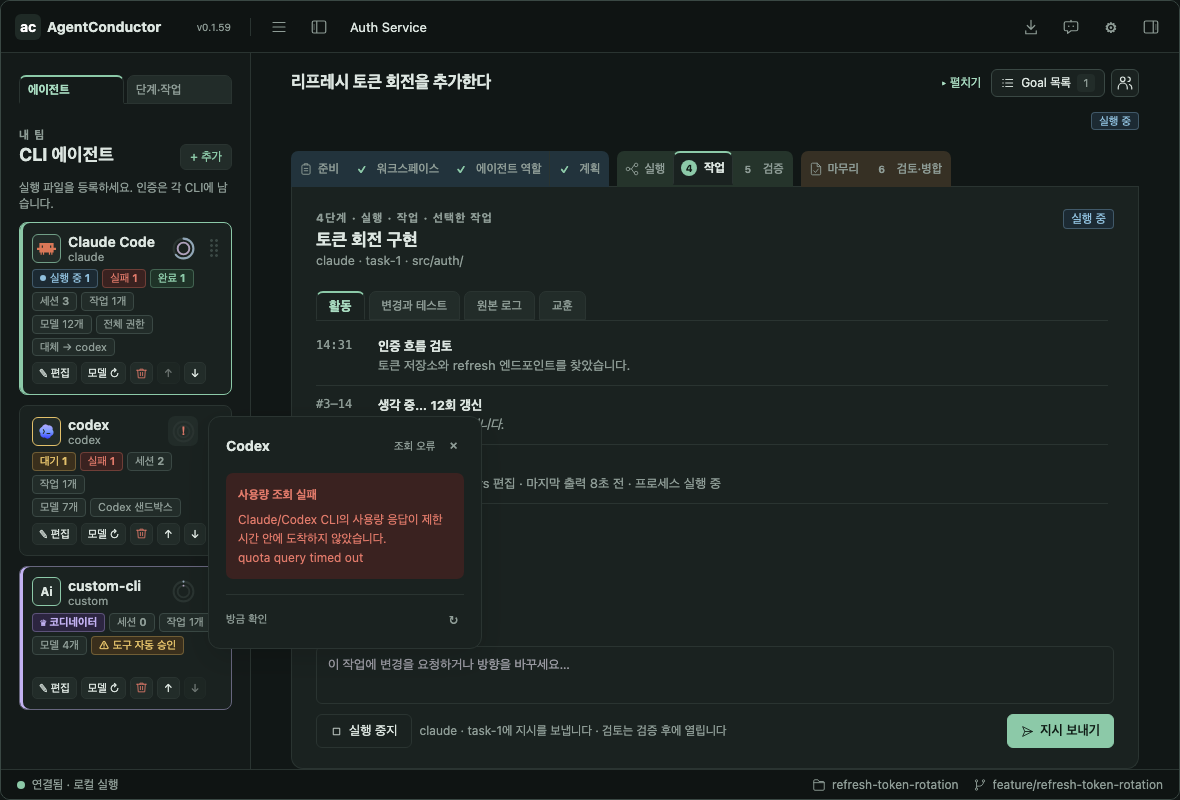 ac AgentConductor v0.1.59 Auth Service
에이전트 단계·작업
내 팀
CLI 에이전트 + 추가
실행 파일을 등록하세요. 인증은 각 CLI에 남
습니다.
Claude Code
claude
실행 중 1 실패 1 완료 1
세션 3 작업 1개
모델 12개 전체 권한
대체 → codex
✎ 편집 모델 ↻ ↑ ↓
codex
codex
!
대기 1 실패 1 세션 2
작업 1개
모델 7개 Codex 샌드박스
✎ 편집 모델 ↻ ↑ ↓
Ai custom-cli
custom
코디네이터 세션 0 작업 1개
모델 4개 ⚠ 도구 자동 승인
✎ 편집 모델 ↻ ↑ ↓
리프레시 토큰 회전을 추가한다
▸ 펼치기 Goal 목록 1
실행 중
준비 ✓ 워크스페이스 ✓ 에이전트 역할 ✓ 계획 실행 4 작업 5 검증 마무리 6 검토·병합
4단계 · 실행 · 작업 · 선택한 작업
실행 중
토큰 회전 구현
claude · task-1 · src/auth/
활동 변경과 테스트 원본 로그 교훈
14:31 인증 흐름 검토
토큰 저장소와 refresh 엔드포인트를 찾았습니다.
#3–14 생각 중… 12회 갱신
니다.
s 편집 · 마지막 출력 8초 전 · 프로세스 실행 중
Codex 조회 오류 ×
사용량 조회 실패
Claude/Codex CLI의 사용량 응답이 제한
시간 안에 도착하지 않았습니다.
quota query timed out
방금 확인 ↻
이 작업에 변경을 요청하거나 방향을 바꾸세요...
실행 중지 claude · task-1에 지시를 보냅니다 · 검토는 검증 후에 열립니다
지시 보내기
연결됨 · 로컬 실행
refresh-token-rotation feature/refresh-token-rotation